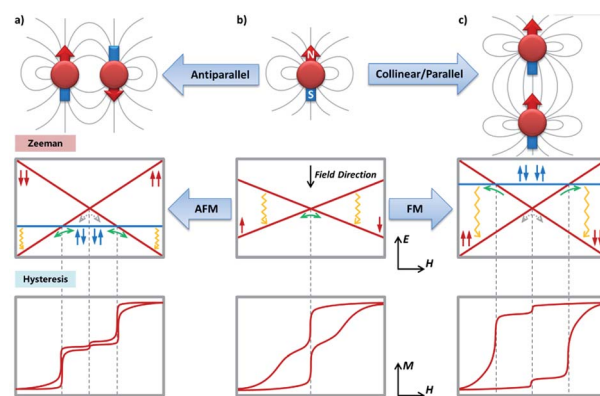 a)
b)
c)
N
S
Antiparallel
Collinear/Parallel
Zeeman
Field Direction
AFM
FM
E
H
Hysteresis
M
H